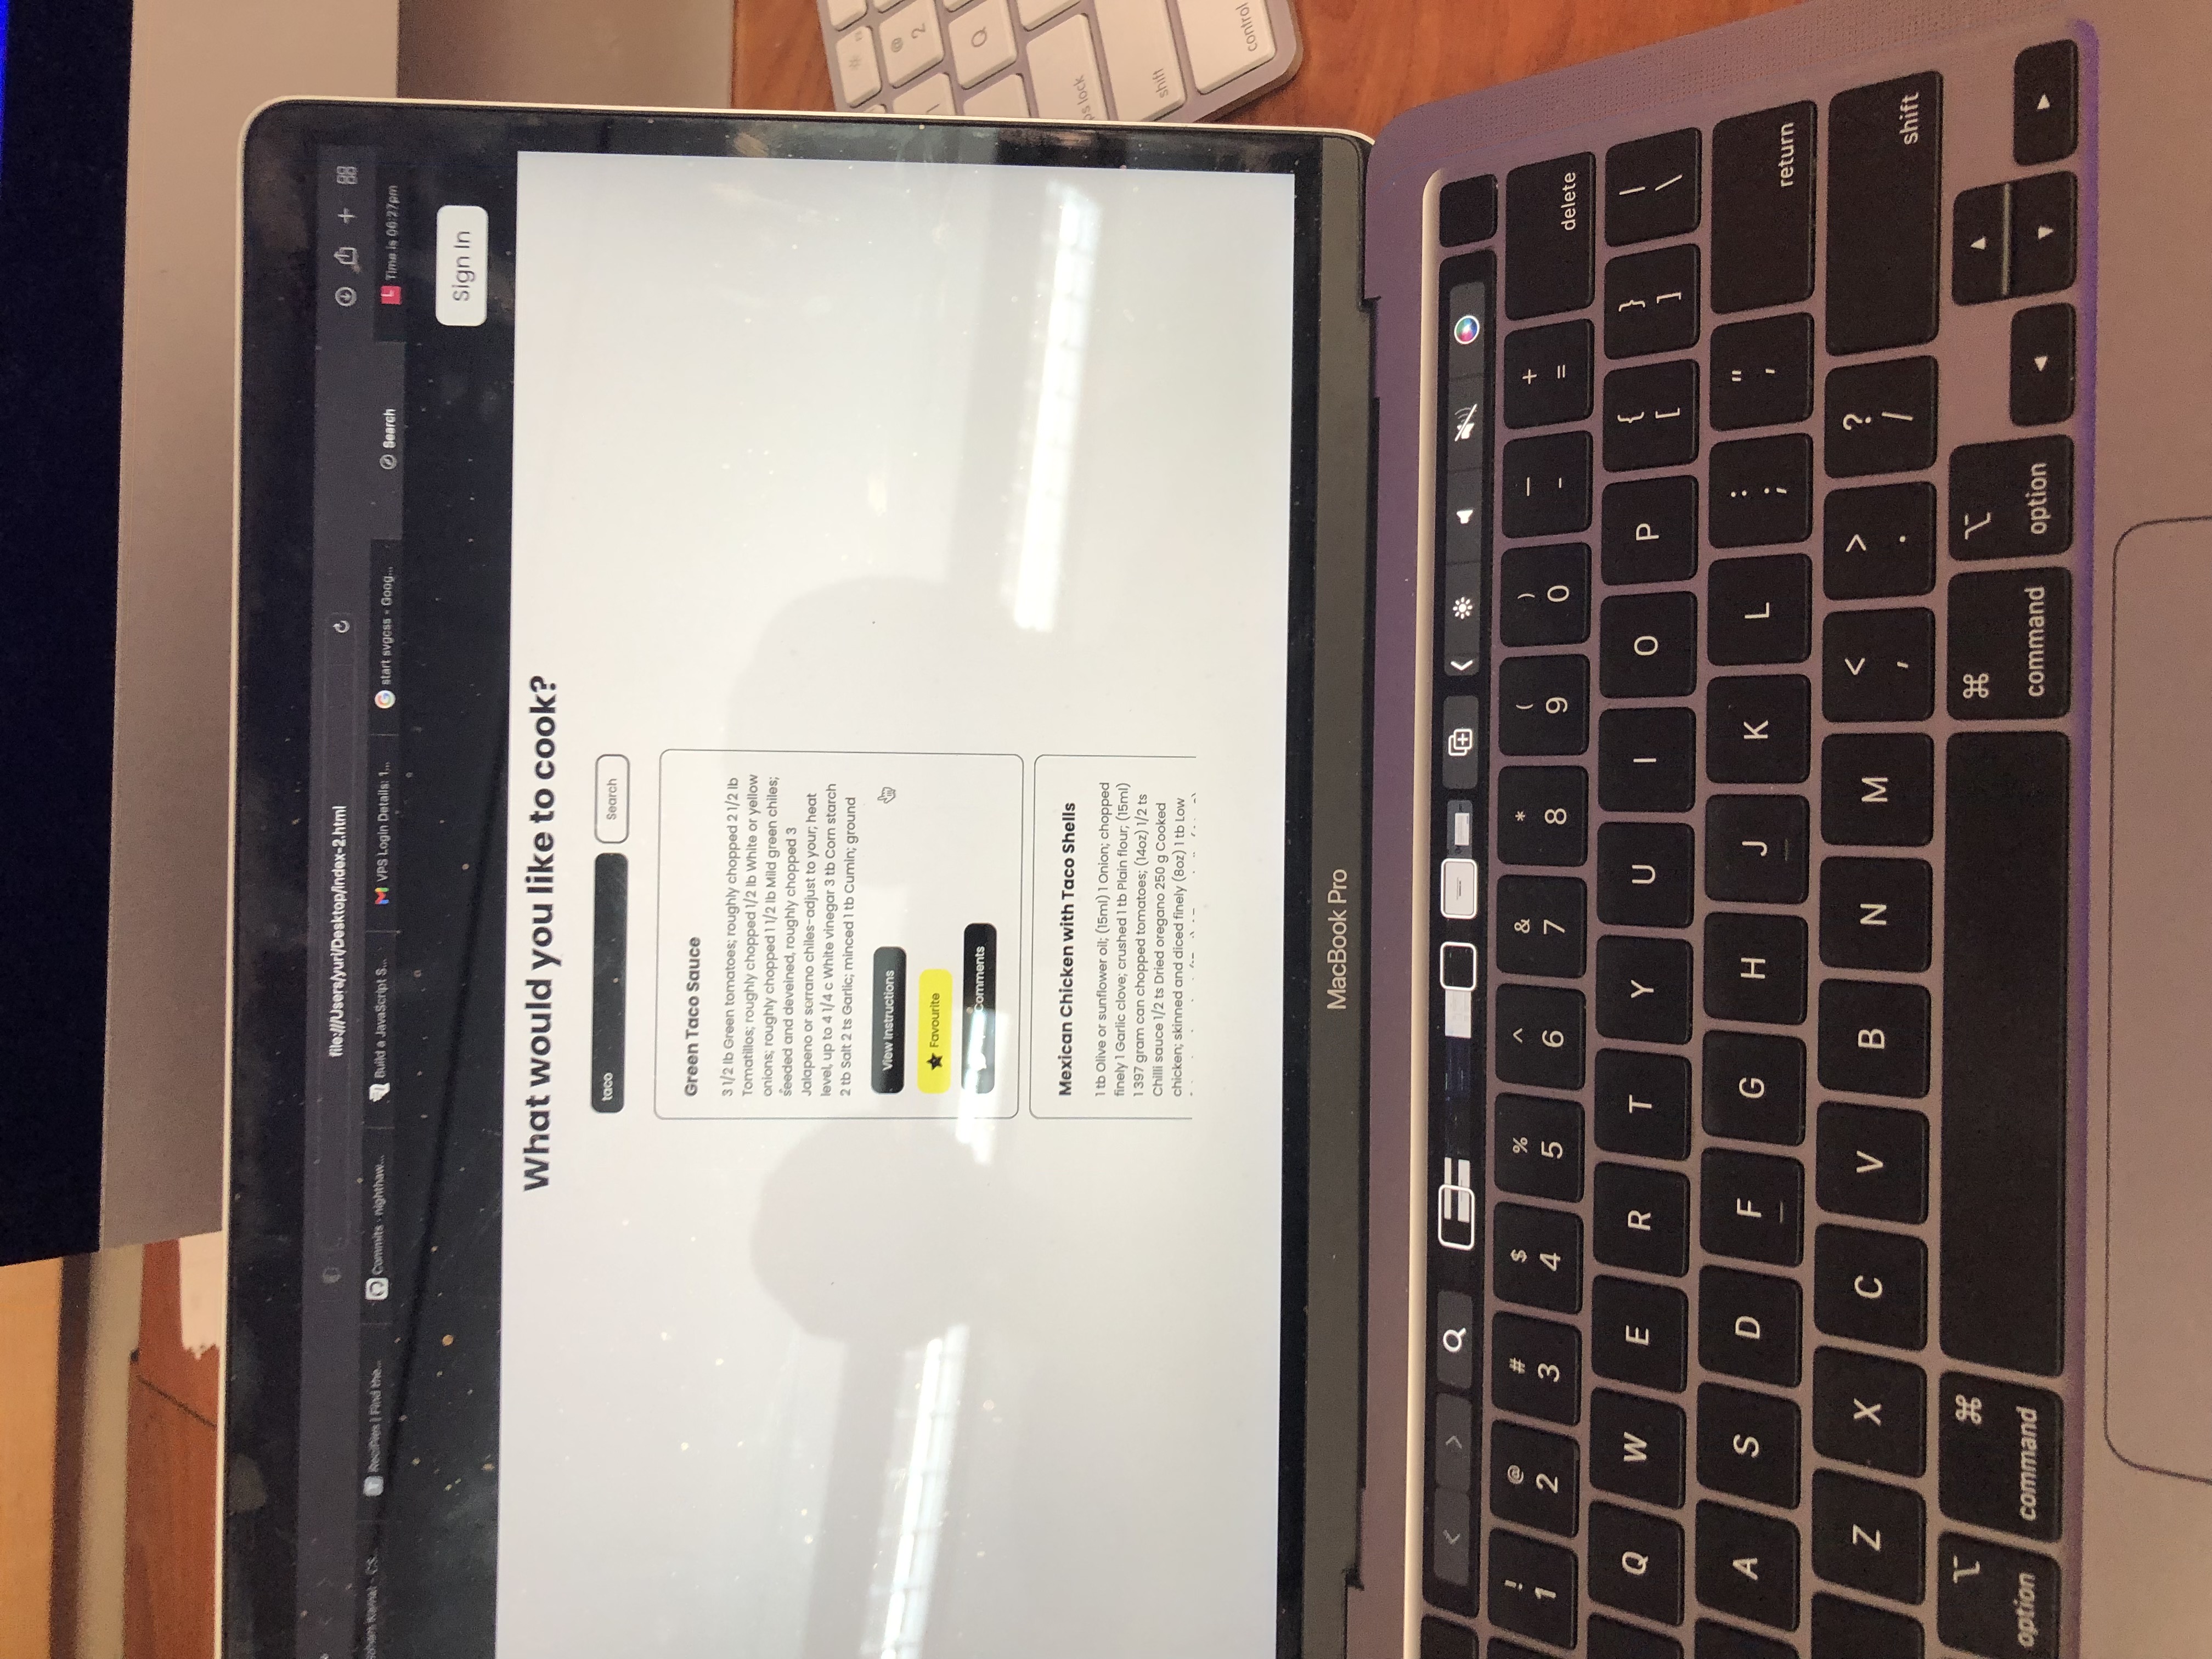 file:///Users/yuri/Desktop/index-2.html
Soham Kamat - CS...
ReciPies | Find the...
Commits · nighthaw...
Build a JavaScript S...
VPS Login Details: 1...
start svgcss - Goog...
Search
Time is 06:27pm
Sign In
What would you like to cook?
taco
Search
Green Taco Sauce
3 1/2 lb Green tomatoes; roughly chopped 2 1/2 lb
Tomatillos; roughly chopped 1/2 lb White or yellow
onions; roughly chopped 1 1/2 lb Mild green chiles;
seeded and deveined, roughly chopped 3
Jalapeno or serrano chiles-adjust to your; heat
level, up to 4 1/4 c White vinegar 3 tb Corn starch
2 tb Salt 2 ts Garlic; minced 1 tb Cumin; ground
View Instructions
Favourite
Comments
Mexican Chicken with Taco Shells
1 tb Olive or sunflower oil; (15ml) 1 Onion; chopped
finely 1 Garlic clove; crushed 1 tb Plain flour; (15ml)
1 397 gram can chopped tomatoes; (14oz) 1/2 ts
Chilli sauce 1/2 ts Dried oregano 250 g Cooked
chicken; skinned and diced finely (8oz) 1 tb Low
MacBook Pro
! @ # $ % ^ & * ( ) — +
1 2 3 4 5 6 7 8 9 0 - = delete
Q W E R T Y U I O P { } |
[ ] \
A S D F G H J K L : "
; ' return
Z X C V B N M < > ?
, . / shift
⌥ ⌘ ⌘ ⌥
option command command option
@
1 2
Q
ps lock
shift
control